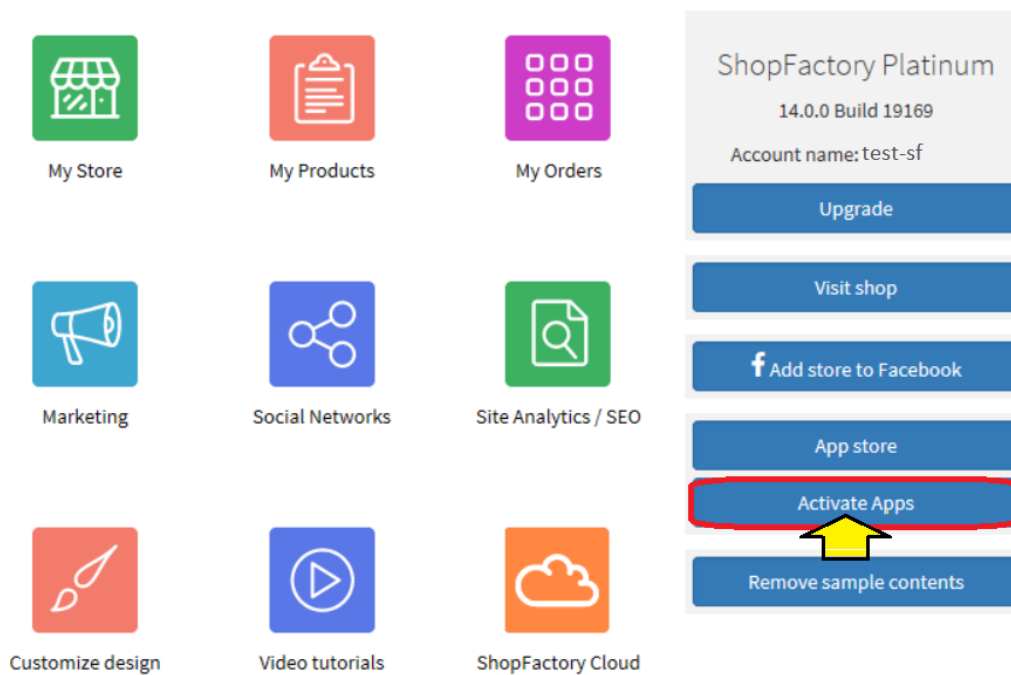 My Store
My Products
My Orders
Marketing
Social Networks
Site Analytics / SEO
Customize design
Video tutorials
ShopFactory Cloud
ShopFactory Platinum
14.0.0 Build 19169
Account name: test-sf
Upgrade
Visit shop
Add store to Facebook
App store
Activate Apps
Remove sample contents